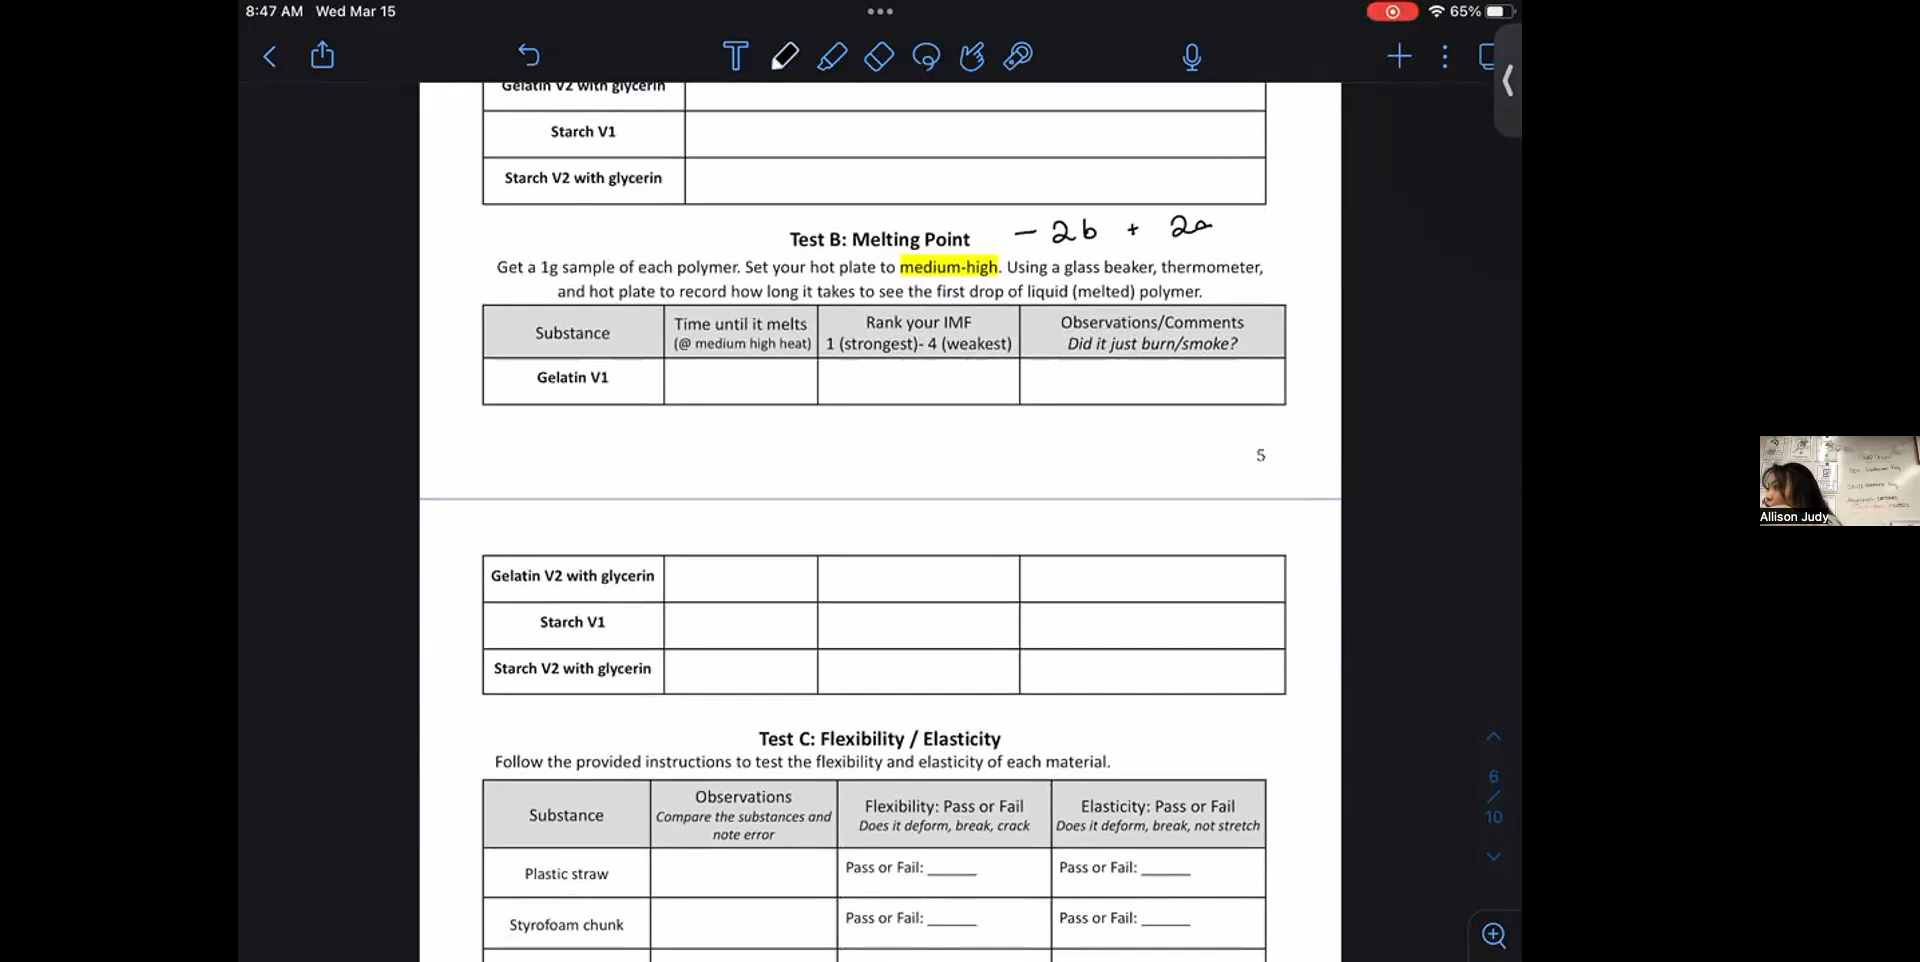 8:47 AM Wed Mar 15
65%
Gelatin V2 with glycerin
Starch V1
Starch V2 with glycerin
Test B: Melting Point - 2b + 2a
Get a 1g sample of each polymer. Set your hot plate to medium-high. Using a glass beaker, thermometer,
and hot plate to record how long it takes to see the first drop of liquid (melted) polymer.
Substance
Time until it melts
(@ medium high heat)
Rank your IMF
1 (strongest)- 4 (weakest)
Observations/Comments
Did it just burn/smoke?
Gelatin V1
5
Gelatin V2 with glycerin
Starch V1
Starch V2 with glycerin
Test C: Flexibility / Elasticity
Follow the provided instructions to test the flexibility and elasticity of each material.
Substance
Observations
Compare the substances and
note error
Flexibility: Pass or Fail
Does it deform, break, crack
Elasticity: Pass or Fail
Does it deform, break, not stretch
Plastic straw
Pass or Fail: ______
Pass or Fail: ______
Styrofoam chunk
Pass or Fail: ______
Pass or Fail: ______
6
/
10
Allison Judy